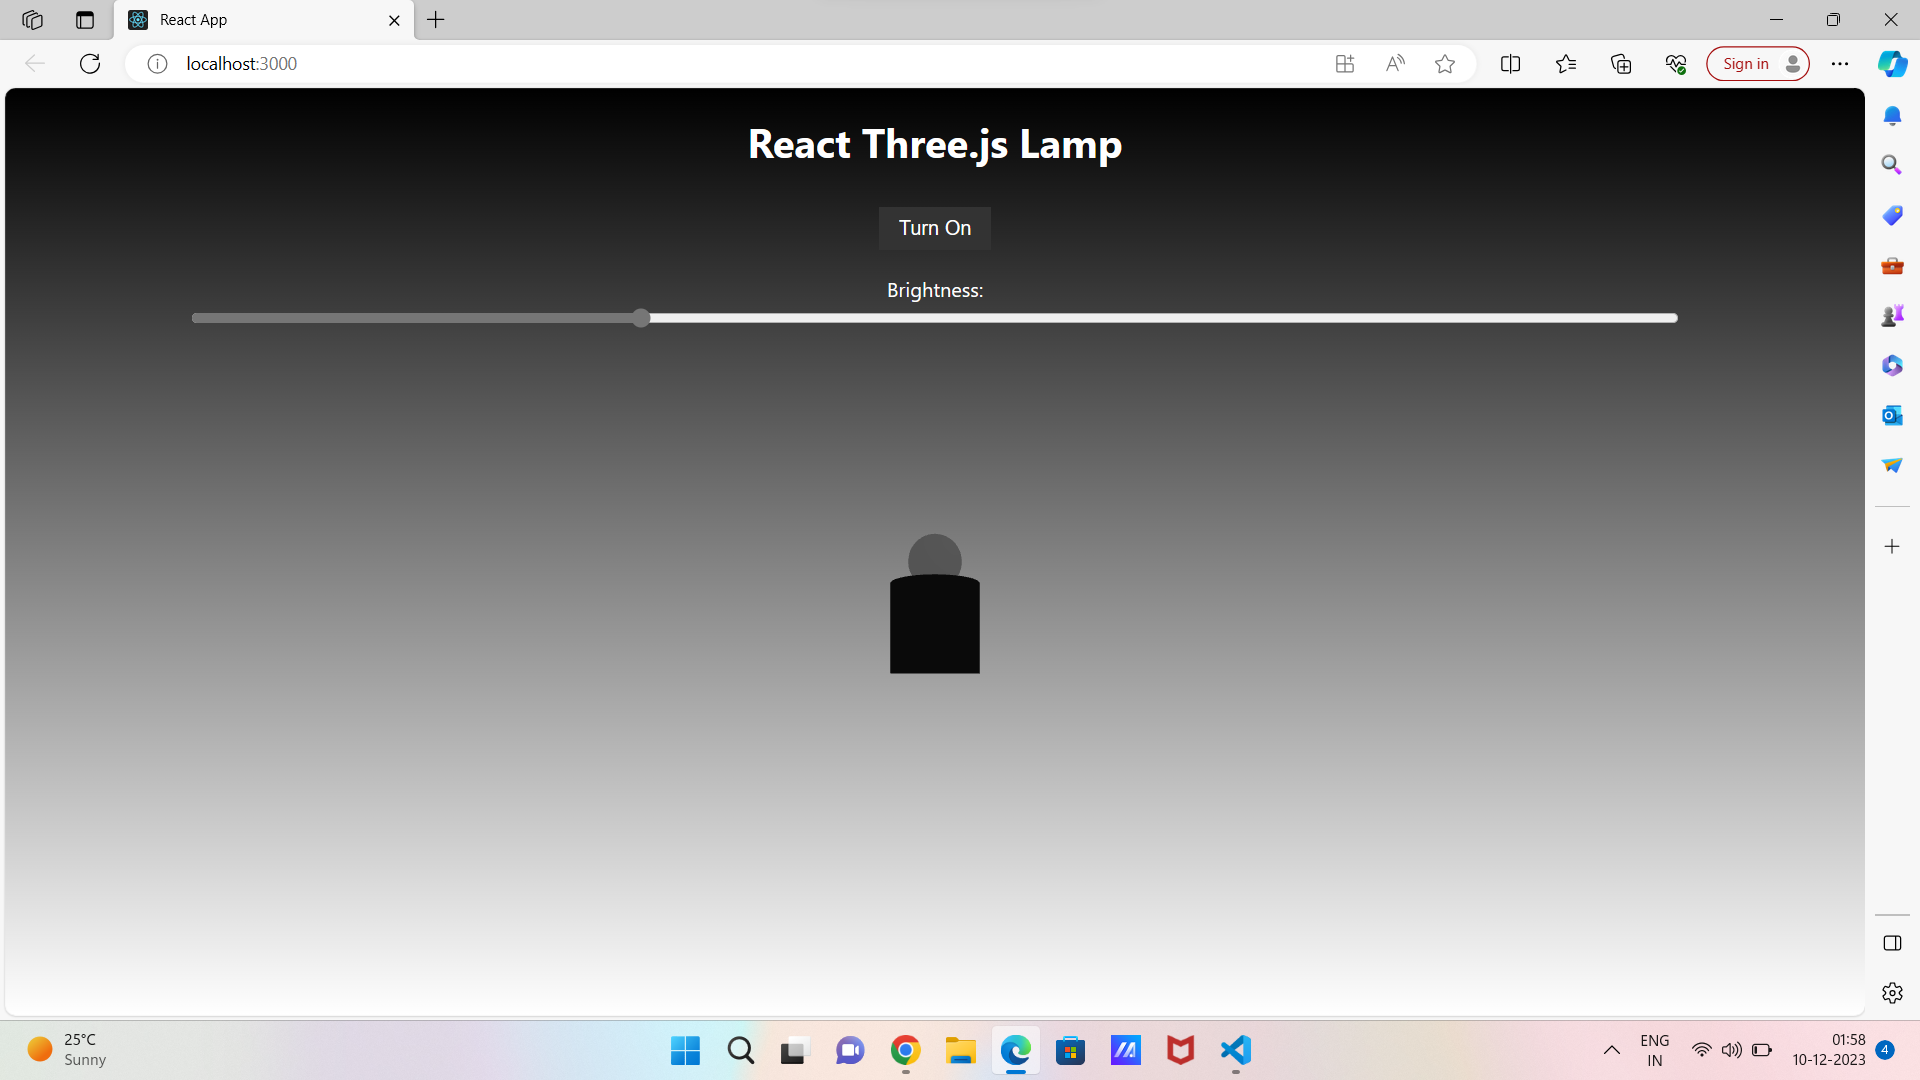 React App
localhost:3000
Sign in
React Three.js Lamp
Turn On
Brightness:
25°C
Sunny
ENG
IN
01:58
10-12-2023
4